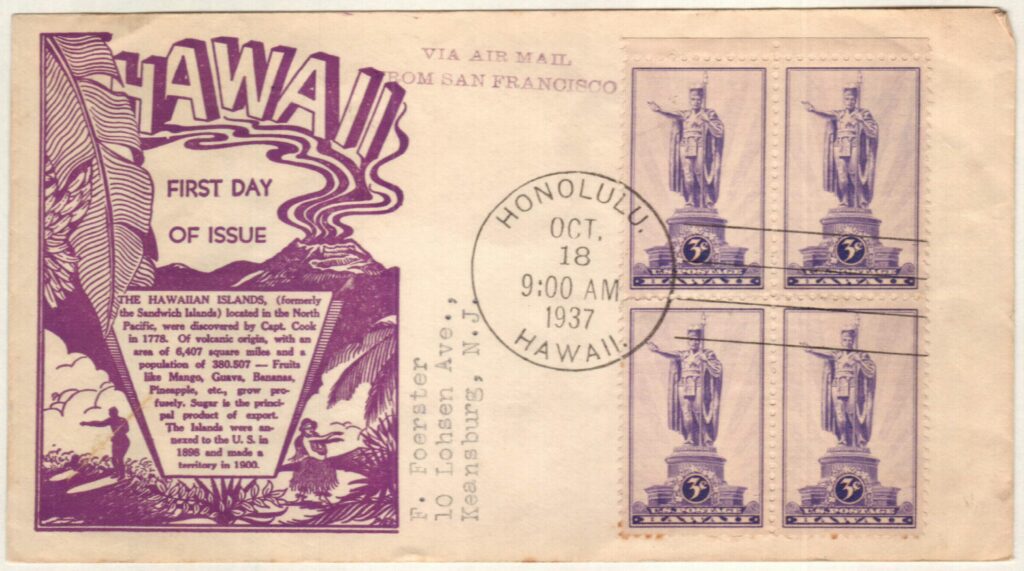 HAWAII
FIRST DAY
OF ISSUE
THE HAWAIIAN ISLANDS, (formerly
the Sandwich Islands) located in the North
Pacific, were discovered by Capt. Cook
in 1778. Of volcanic origin, with an
area of 6,407 square miles and a
population of 380.507 — Fruits
like Mango, Guava, Bananas,
Pineapple, etc., grow pro-
fusely. Sugar is the princi-
pal product of export.
The Islands were an-
nexed to the U. S. in
1898 and made a
territory in 1900.
VIA AIR MAIL
FROM SAN FRANCISCO
HONOLULU.
OCT.
18
9:00 AM
1937
HAWAII.
F. Foerster
10 Lohsen Ave.,
Keansburg, N.J.
3¢
U.S. POSTAGE
HAWAII
3¢
U.S. POSTAGE
HAWAII
3¢
U.S. POSTAGE
HAWAII
3¢
U.S. POSTAGE
HAWAII